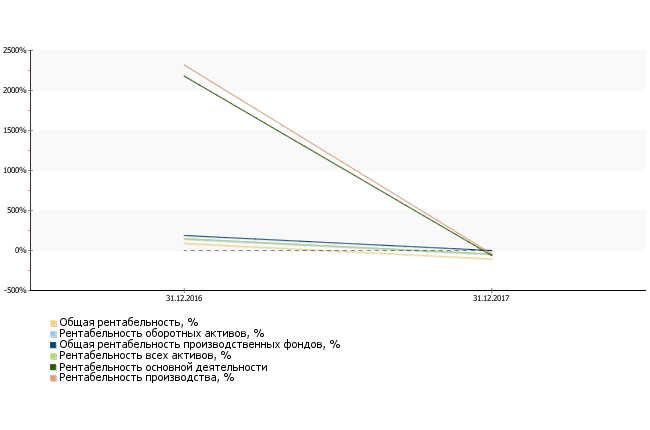 2500%
2000%
1500%
1000%
500%
0%
-500%
31.12.2016 31.12.2017
Общая рентабельность, %
Рентабельность оборотных активов, %
Общая рентабельность производственных фондов, %
Рентабельность всех активов, %
Рентабельность основной деятельности
Рентабельность производства, %